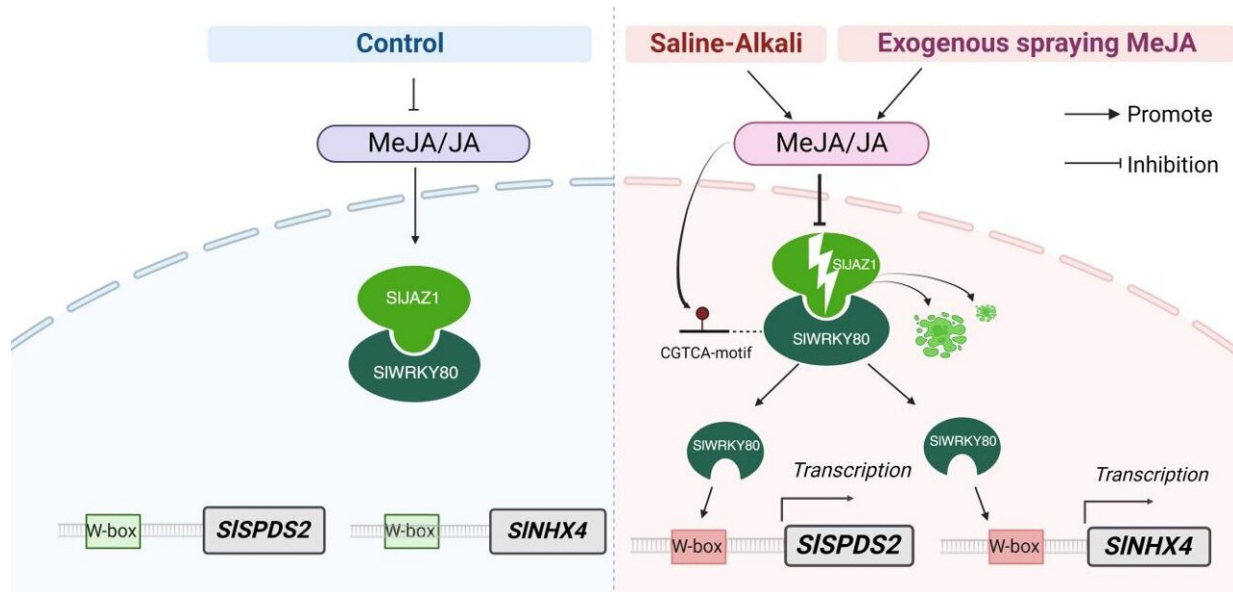 Control
MeJA/JA
SlJAZ1
SlWRKY80
W-box
SlSPDS2
W-box
SlNHX4
Saline-Alkali
Exogenous spraying MeJA
MeJA/JA
Promote
Inhibition
SlJAZ1
SlWRKY80
CGTCA-motif
SlWRKY80
SlWRKY80
Transcription
Transcription
W-box
SlSPDS2
W-box
SlNHX4